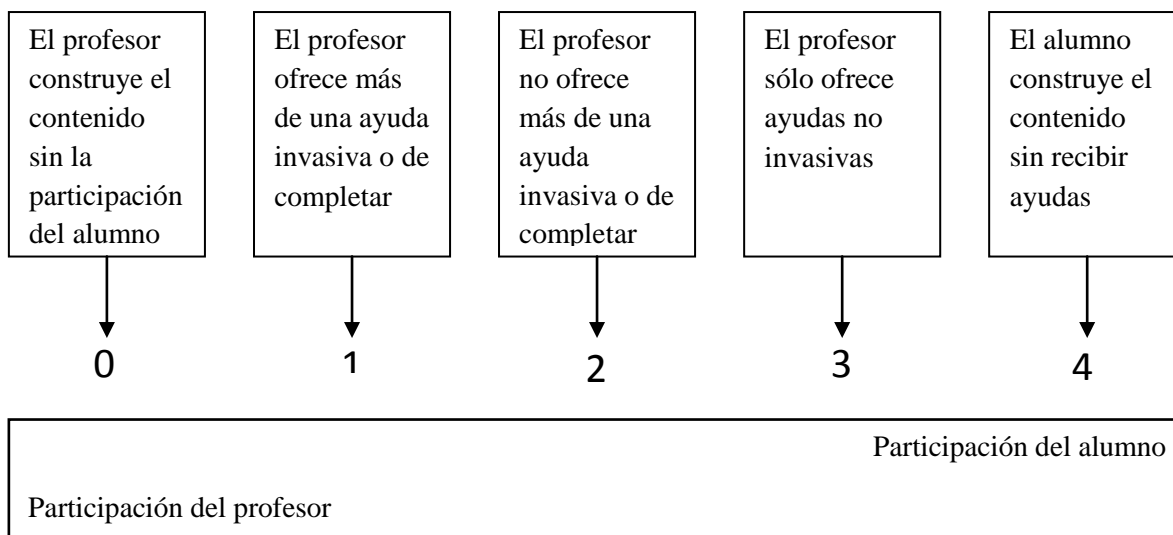 El profesor
construye el
contenido
sin la
participación
del alumno
El profesor
ofrece más
de una ayuda
invasiva o de
completar
El profesor
no ofrece
más de una
ayuda
invasiva o de
completar
El profesor
sólo ofrece
ayudas no
invasivas
El alumno
construye el
contenido
sin recibir
ayudas
0
1
2
3
4
Participación del alumno
Participación del profesor